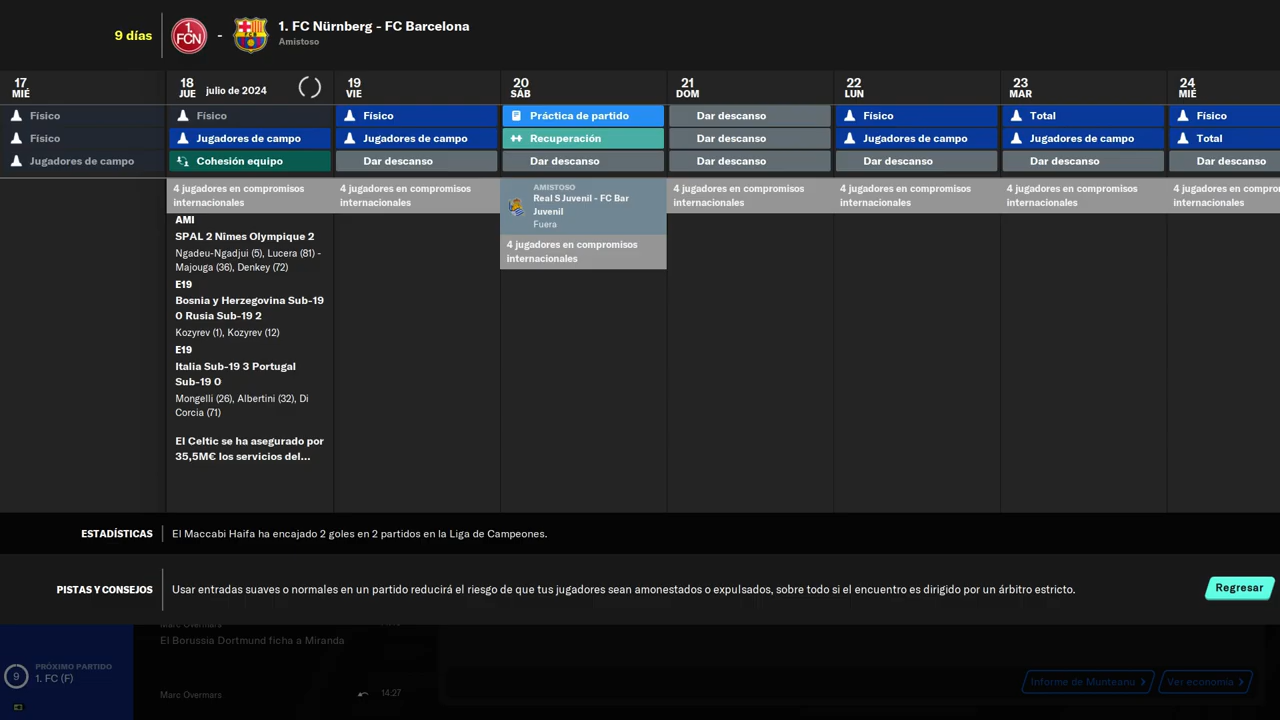 9 días
1. FC Nürnberg - FC Barcelona
Amistoso
17
MIÉ
18
JUE
julio de 2024
19
VIE
20
SÁB
21
DOM
22
LUN
23
MAR
24
MIÉ
Físico
Físico
Físico
Práctica de partido
Dar descanso
Físico
Total
Físico
Físico
Jugadores de campo
Jugadores de campo
Recuperación
Dar descanso
Jugadores de campo
Jugadores de campo
Total
Jugadores de campo
Cohesión equipo
Dar descanso
Dar descanso
Dar descanso
Dar descanso
Dar descanso
Dar descanso
4 jugadores en compromisos
internacionales
AMI
SPAL 2 Nimes Olympique 2
Ngadeu-Ngadjui (5), Lucera (81) -
Majouga (36), Denkey (72)
E19
Bosnia y Herzegovina Sub-19
0 Rusia Sub-19 2
Kozyrev (1), Kozyrev (12)
E19
Italia Sub-19 3 Portugal
Sub-19 0
Mongelli (26), Albertini (32), Di
Corcia (71)
El Celtic se ha asegurado por
35,5M€ los servicios del...
4 jugadores en compromisos
internacionales
AMISTOSO
Real S Juvenil - FC Bar
Juvenil
Fuera
4 jugadores en compromisos
internacionales
4 jugadores en compromisos
internacionales
4 jugadores en compromisos
internacionales
4 jugadores en compromisos
internacionales
4 jugadores en compromisos
internacionales
ESTADÍSTICAS
El Maccabi Haifa ha encajado 2 goles en 2 partidos en la Liga de Campeones.
PISTAS Y CONSEJOS
Usar entradas suaves o normales en un partido reducirá el riesgo de que tus jugadores sean amonestados o expulsados, sobre todo si el encuentro es dirigido por un árbitro estricto.
Regresar
Marc Overmars
El Borussia Dortmund ficha a Miranda
9
PRÓXIMO PARTIDO
1. FC (F)
Marc Overmars
14:27
Informe de Munteanu
Ver economía